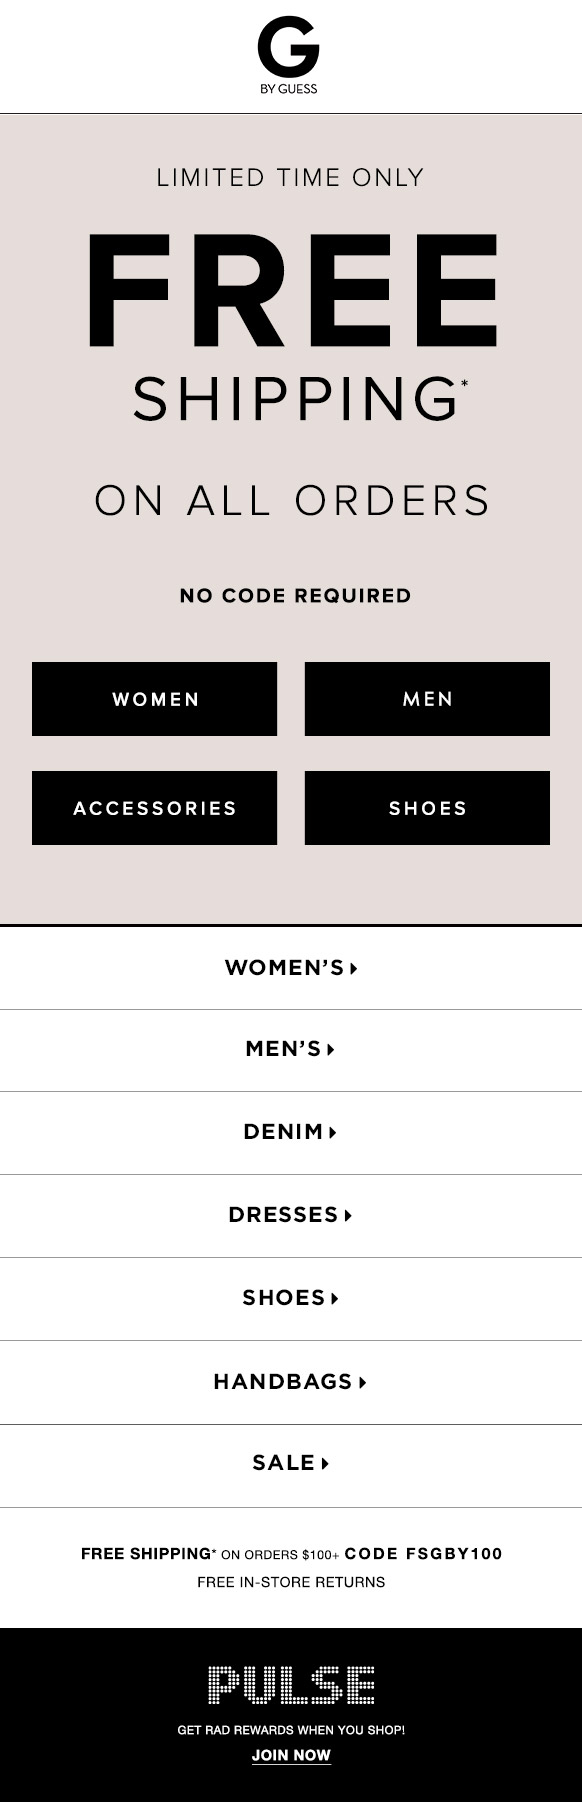 G
BY GUESS
LIMITED TIME ONLY
FREE
SHIPPING*
ON ALL ORDERS
NO CODE REQUIRED
WOMEN
MEN
ACCESSORIES
SHOES
WOMEN’S
MEN’S
DENIM
DRESSES
SHOES
HANDBAGS
SALE
FREE SHIPPING* ON ORDERS $100+ CODE FSGBY100
FREE IN-STORE RETURNS
PULSE
GET RAD REWARDS WHEN YOU SHOP!
JOIN NOW